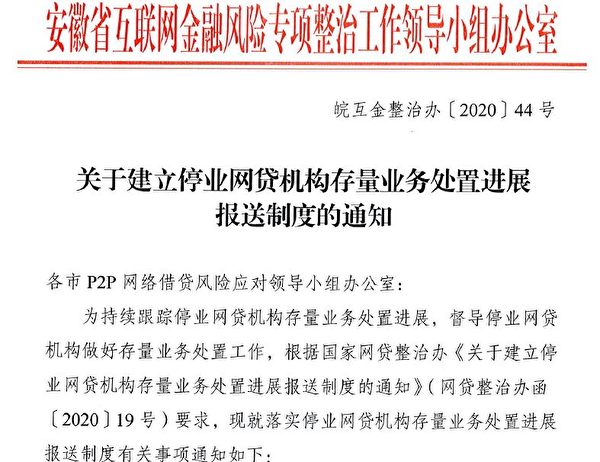 安徽省互联网金融风险专项整治工作领导小组办公室
皖互金整治办〔2020〕44 号
关于建立停业网贷机构存量业务处置进展
报送制度的通知
各市 P2P 网络借贷风险应对领导小组办公室：
为持续跟踪停业网贷机构存量业务处置进展，督导停业网贷
机构做好存量业务处置工作，根据国家网贷整治办《关于建立停
业网贷机构存量业务处置进展报送制度的通知》（网贷整治办函
〔2020〕19 号）要求，现就落实停业网贷机构存量业务处置进展
报送制度有关事项通知如下：